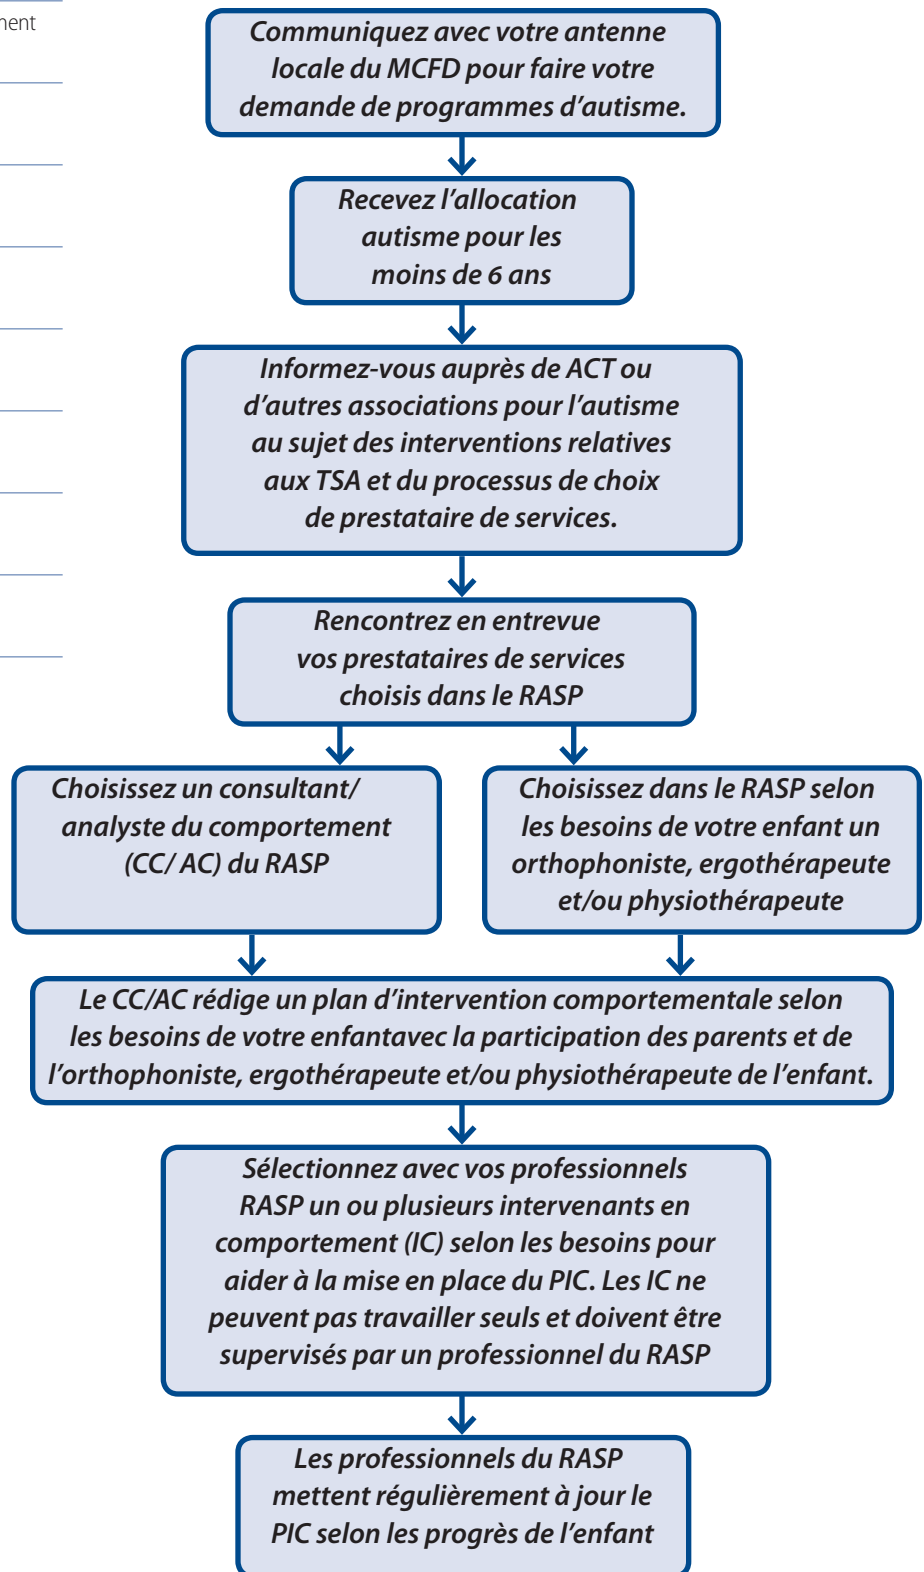 Communiquez avec votre antenne
locale du MCFD pour faire votre
demande de programmes d'autisme.
Recevez l'allocation
autisme pour les
moins de 6 ans
Informez-vous auprès de ACT ou
d'autres associations pour l'autisme
au sujet des interventions relatives
aux TSA et du processus de choix
de prestataire de services.
Rencontrez en entrevue
vos prestataires de services
choisis dans le RASP
Choisissez un consultant/
analyste du comportement
(CC/ AC) du RASP
Choisissez dans le RASP selon
les besoins de votre enfant un
orthophoniste, ergothérapeute
et/ou physiothérapeute
Le CC/AC rédige un plan d'intervention comportementale selon
les besoins de votre enfantavec la participation des parents et de
l'orthophoniste, ergothérapeute et/ou physiothérapeute de l'enfant.
Sélectionnez avec vos professionnels
RASP un ou plusieurs intervenants en
comportement (IC) selon les besoins pour
aider à la mise en place du PIC. Les IC ne
peuvent pas travailler seuls et doivent être
supervisés par un professionnel du RASP
Les professionnels du RASP
mettent régulièrement à jour le
PIC selon les progrès de l'enfant